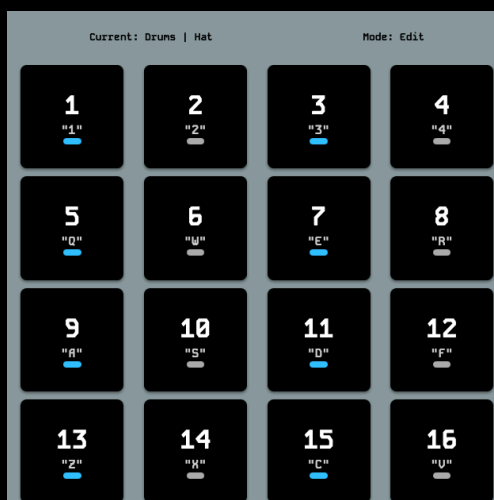 Current: Drums | Hat Mode: Edit
1 2 3 4
"1" "2" "3" "4"
5 6 7 8
"Q" "W" "E" "R"
9 10 11 12
"A" "S" "D" "F"
13 14 15 16
"Z" "X" "C" "V"